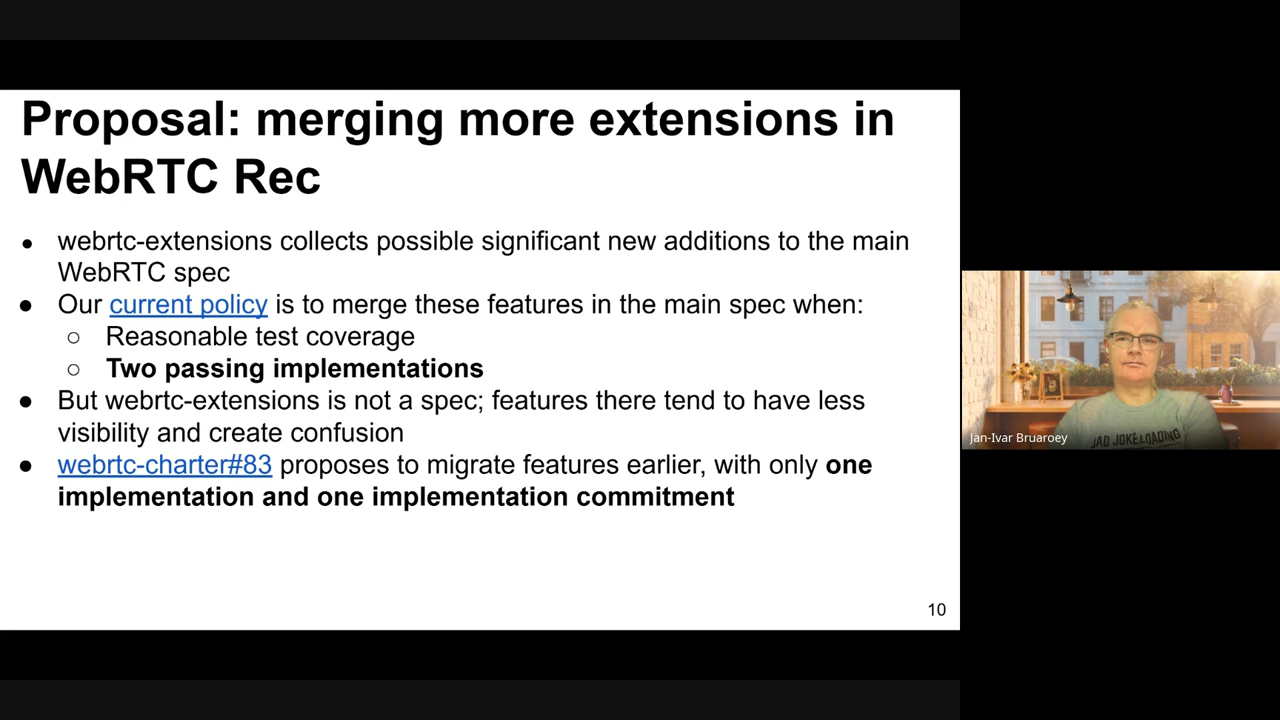 Proposal: merging more extensions in
WebRTC Rec
● webrtc-extensions collects possible significant new additions to the main
WebRTC spec
● Our current policy is to merge these features in the main spec when:
○ Reasonable test coverage
○ Two passing implementations
● But webrtc-extensions is not a spec; features there tend to have less
visibility and create confusion
● webrtc-charter#83 proposes to migrate features earlier, with only one
implementation and one implementation commitment
10
Jan-Ivar Bruaroey
JAD JOKE LOADING